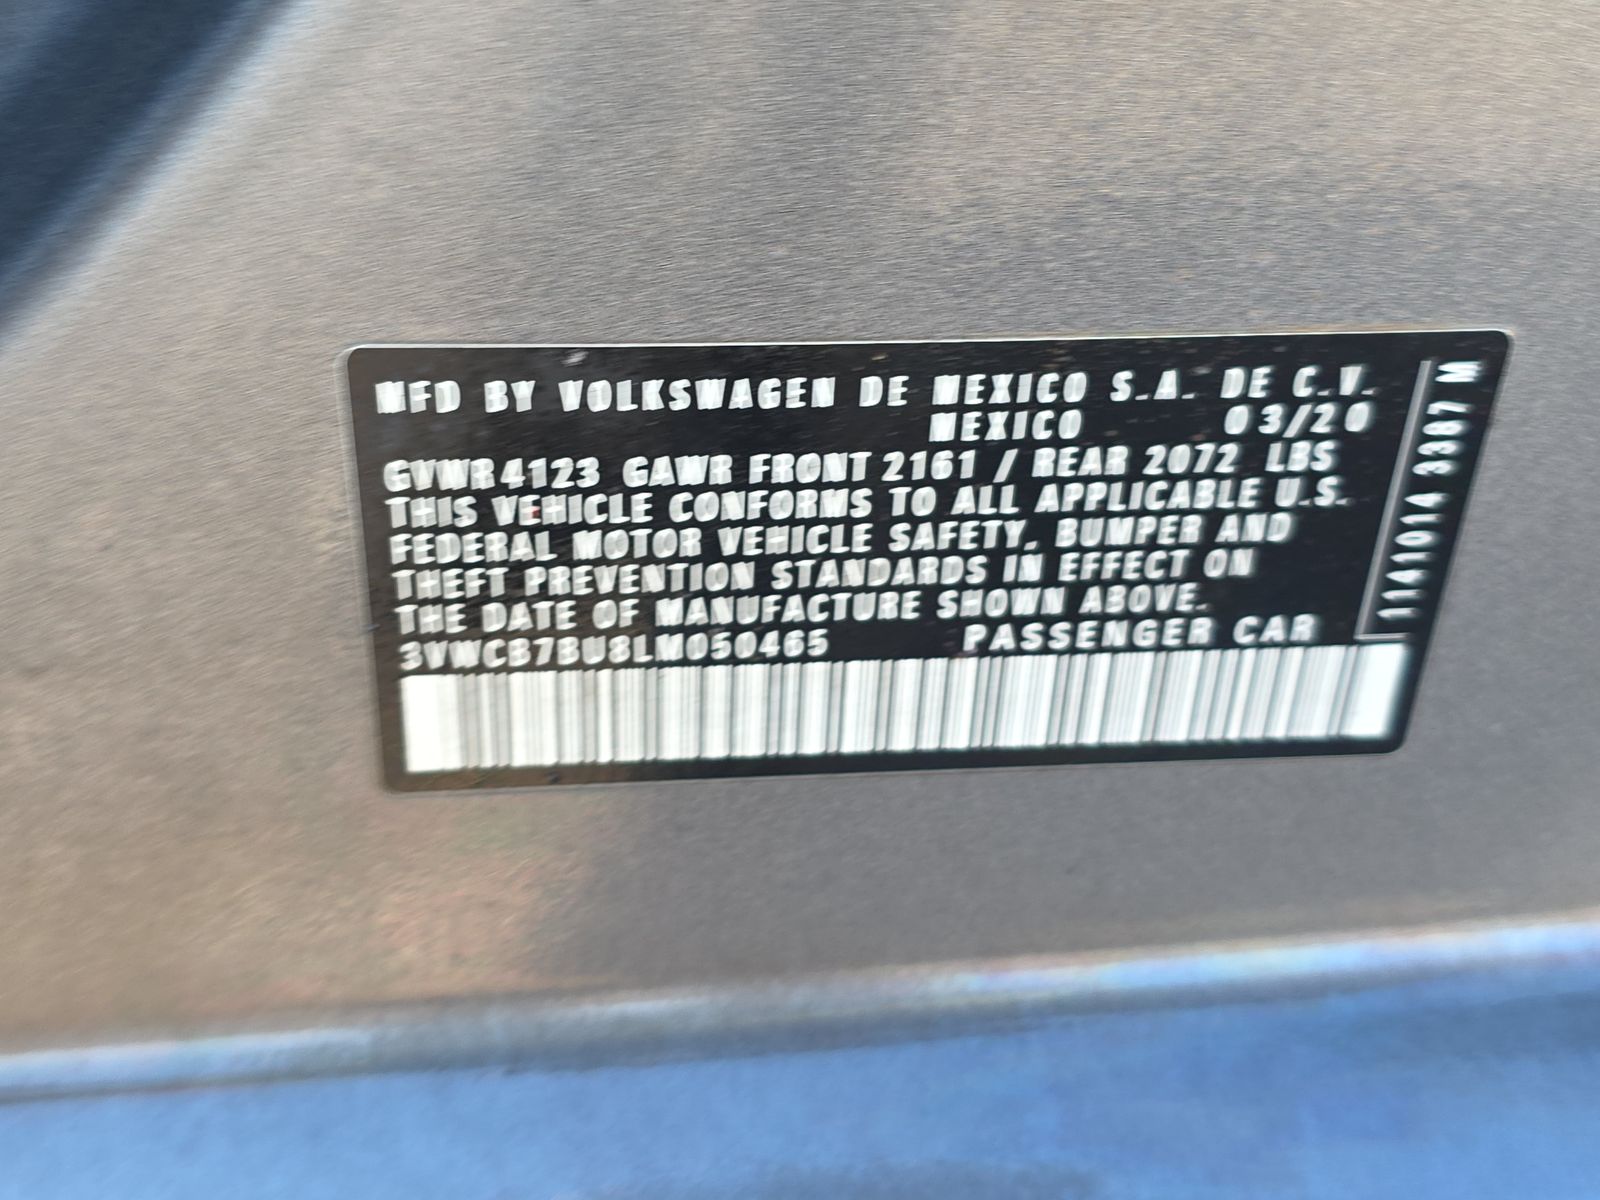 MFD BY VOLKSWAGEN DE MEXICO S.A. DE C.V.
MEXICO 03/20
GVWR 4123 GAWR FRONT 2161 / REAR 2072 LBS
THIS VEHICLE CONFORMS TO ALL APPLICABLE U.S.
FEDERAL MOTOR VEHICLE SAFETY, BUMPER AND
THEFT PREVENTION STANDARDS IN EFFECT ON
THE DATE OF MANUFACTURE SHOWN ABOVE.
3VWCB7BU8LM050465 PASSENGER CAR
1141014 3387 M